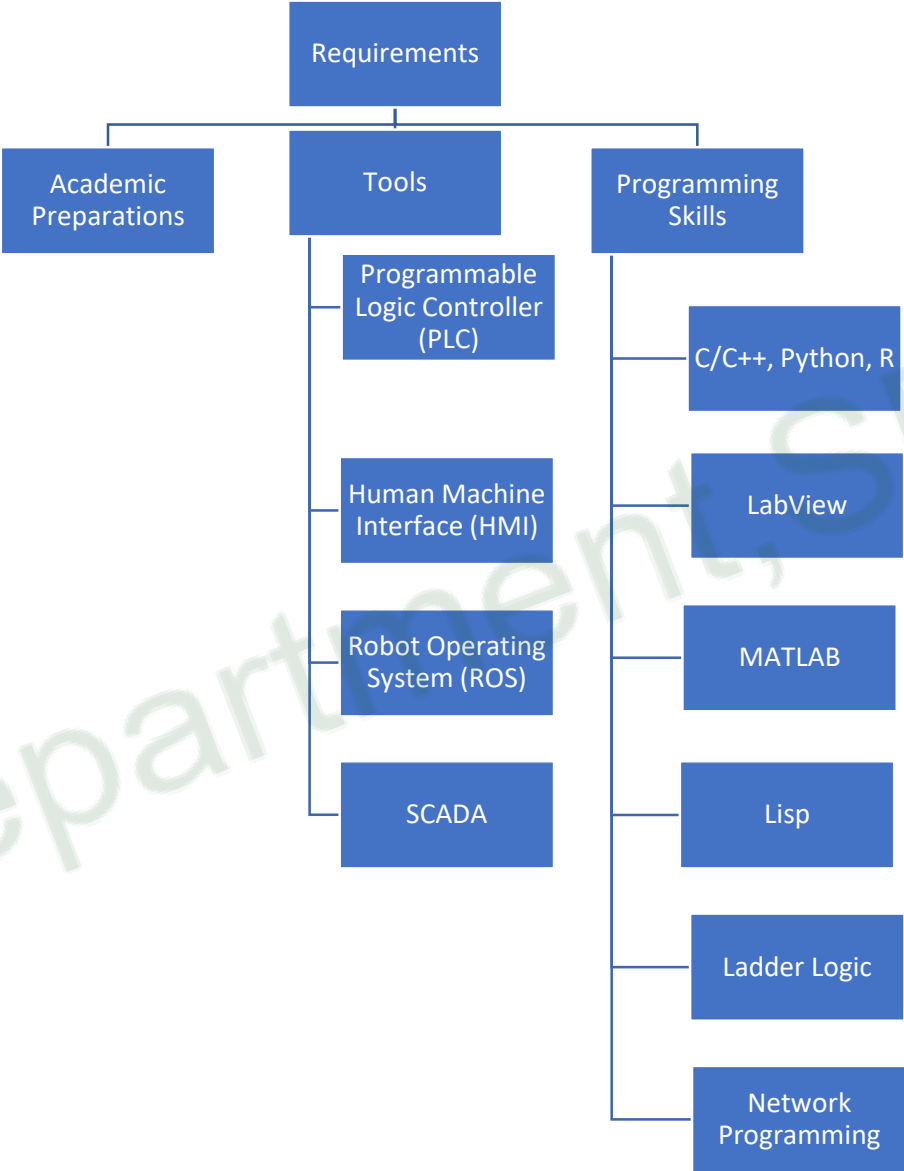 Requirements
Academic
Preparations
Tools
Programming
Skills
Programmable
Logic Controller
(PLC)
Human Machine
Interface (HMI)
Robot Operating
System (ROS)
SCADA
C/C++, Python, R
LabView
MATLAB
Lisp
Ladder Logic
Network
Programming